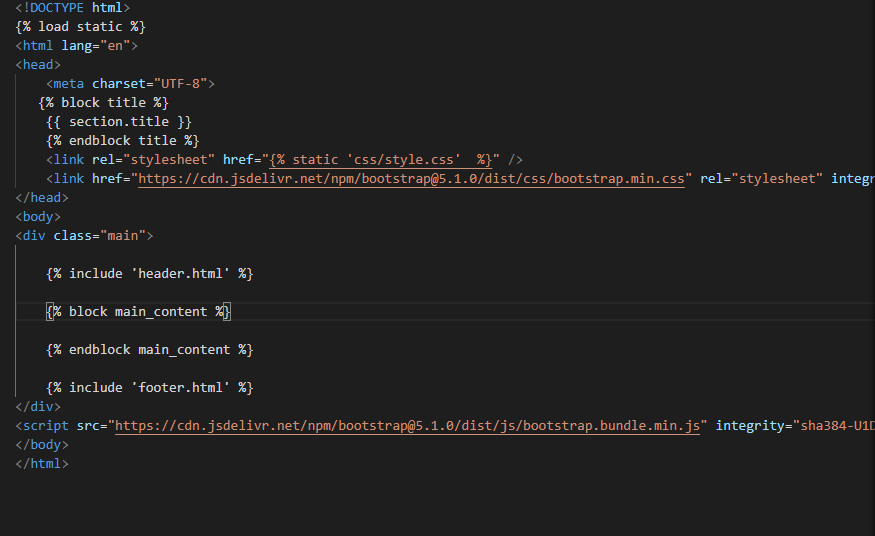 <!DOCTYPE html>
{% load static %}
<html lang="en">
<head>
    <meta charset="UTF-8">
   {% block title %}
    {{ section.title }}
    {% endblock title %}
    <link rel="stylesheet" href="{% static 'css/style.css'  %}" />
    <link href="https://cdn.jsdelivr.net/npm/bootstrap@5.1.0/dist/css/bootstrap.min.css" rel="stylesheet" integr
</head>
<body>
<div class="main">
    {% include 'header.html' %}
    {% block main_content %}
    {% endblock main_content %}
    {% include 'footer.html' %}
</div>
<script src="https://cdn.jsdelivr.net/npm/bootstrap@5.1.0/dist/js/bootstrap.bundle.min.js" integrity="sha384-U1D
</body>
</html>